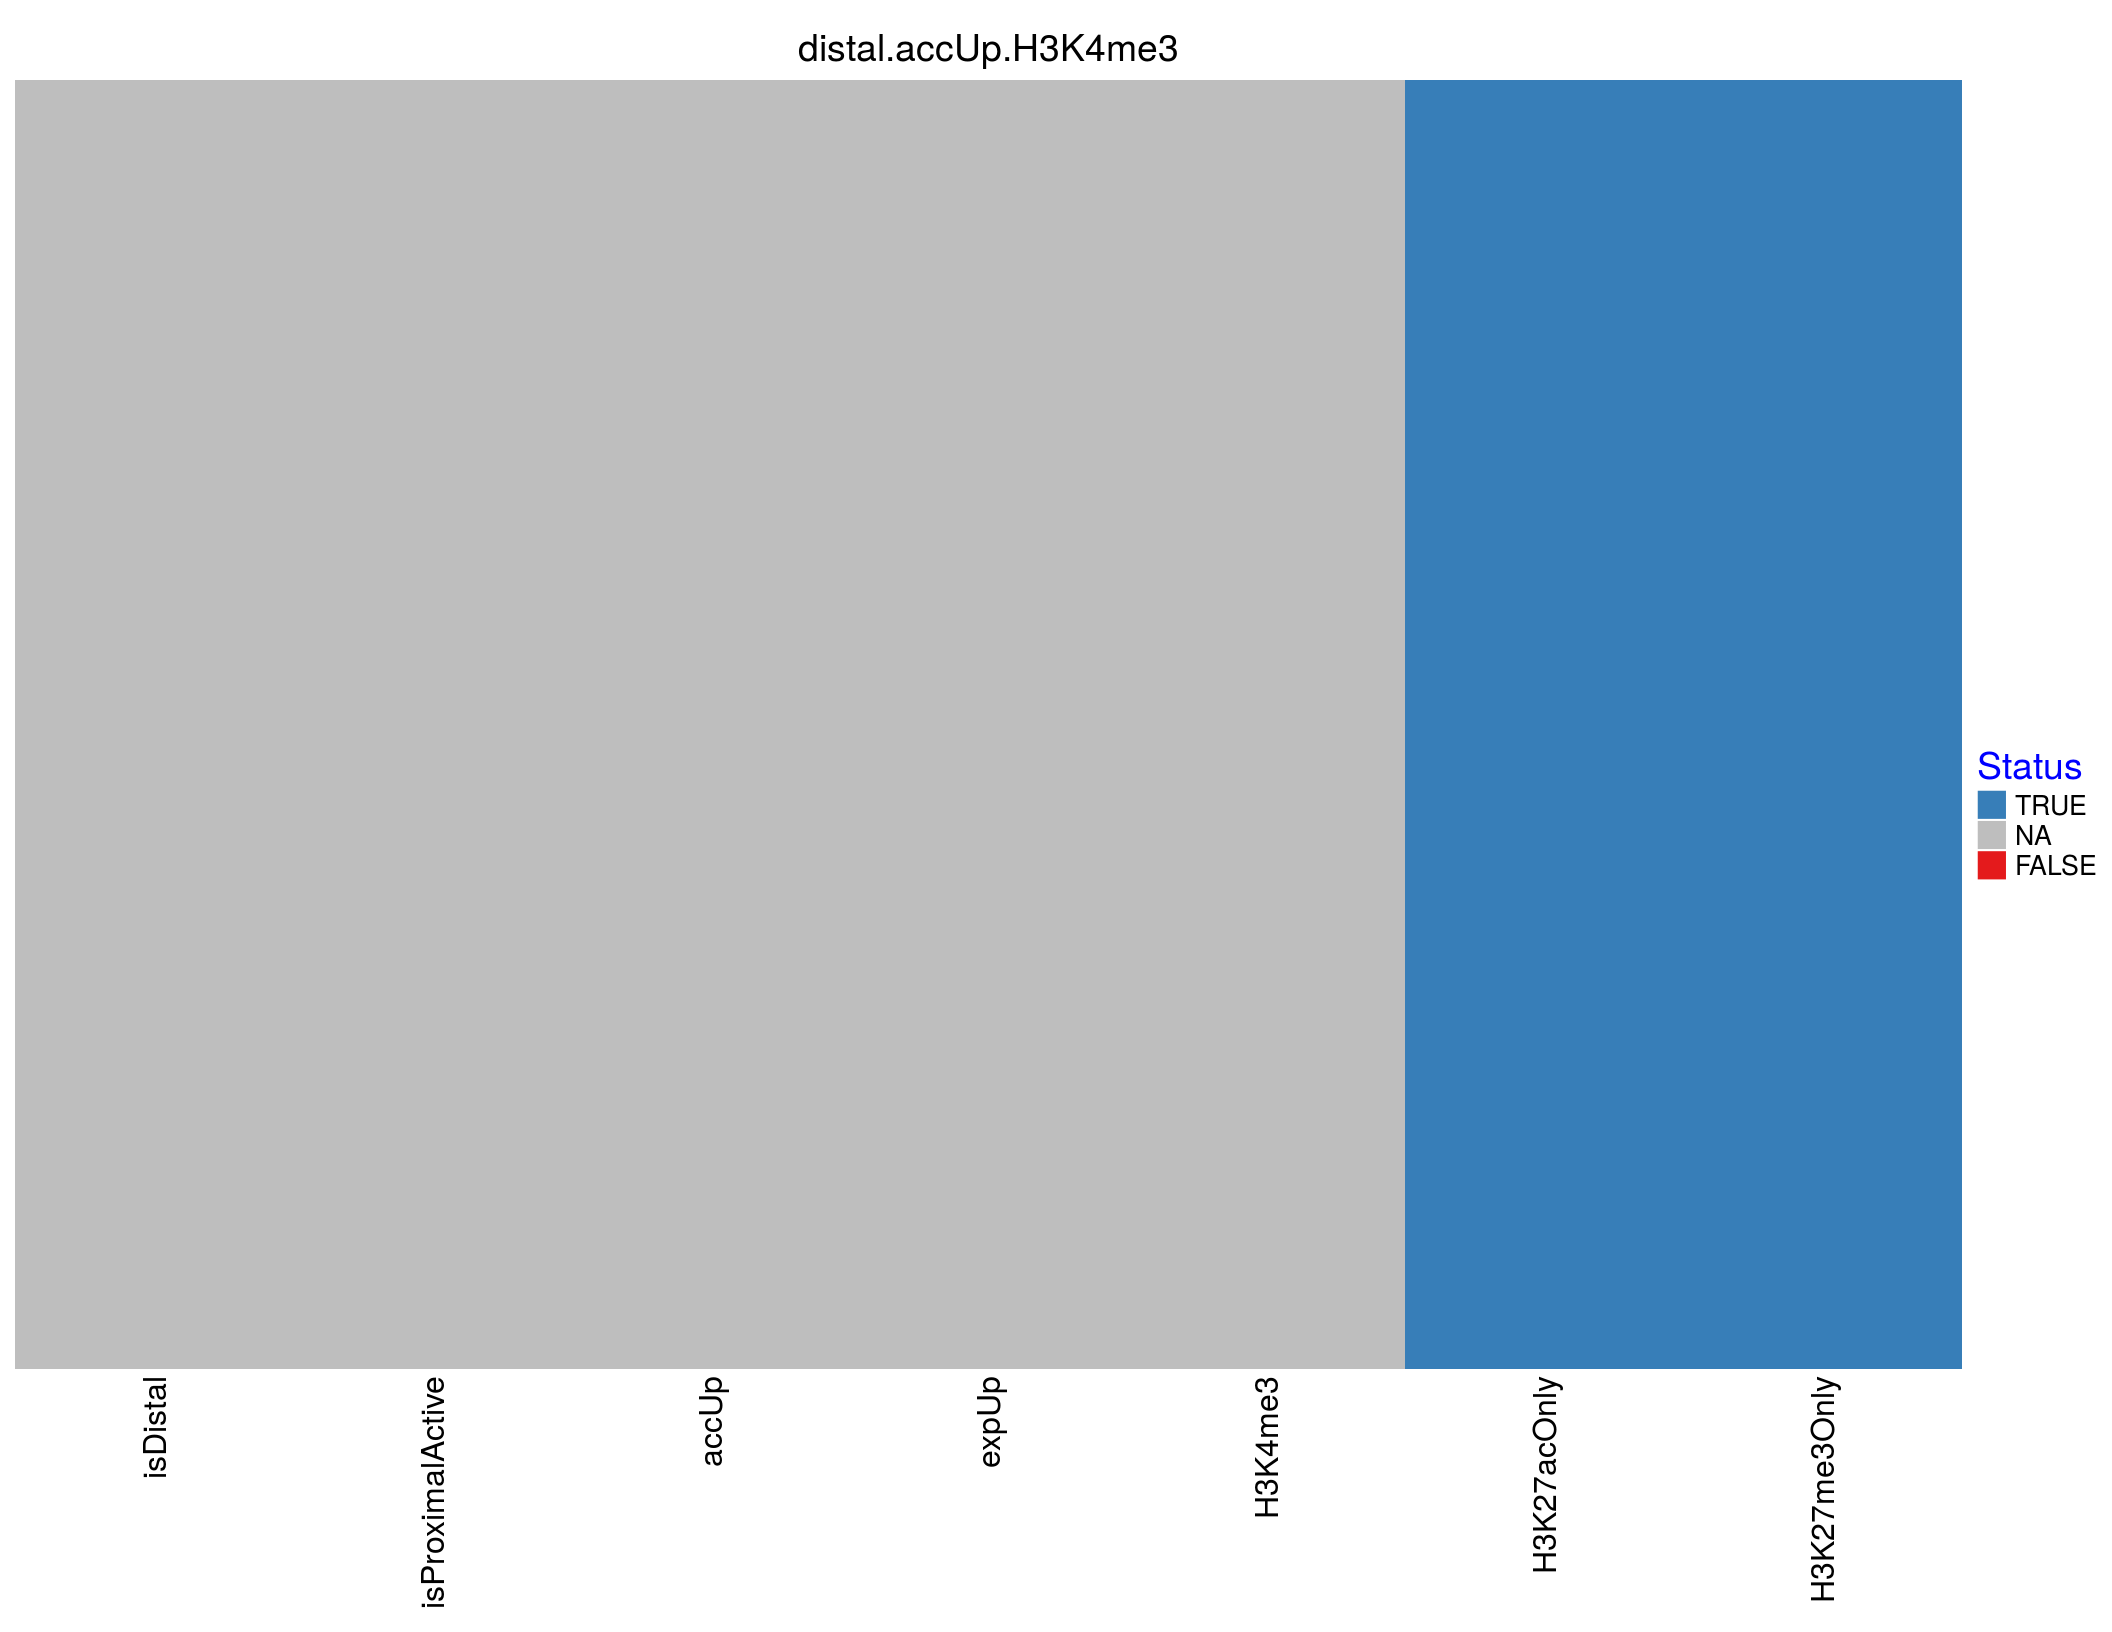 distal.accUp.H3K4me3
Status
TRUE
NA
FALSE
isDistal
isProximalActive
accUp
expUp
H3K4me3
H3K27acOnly
H3K27me3Only